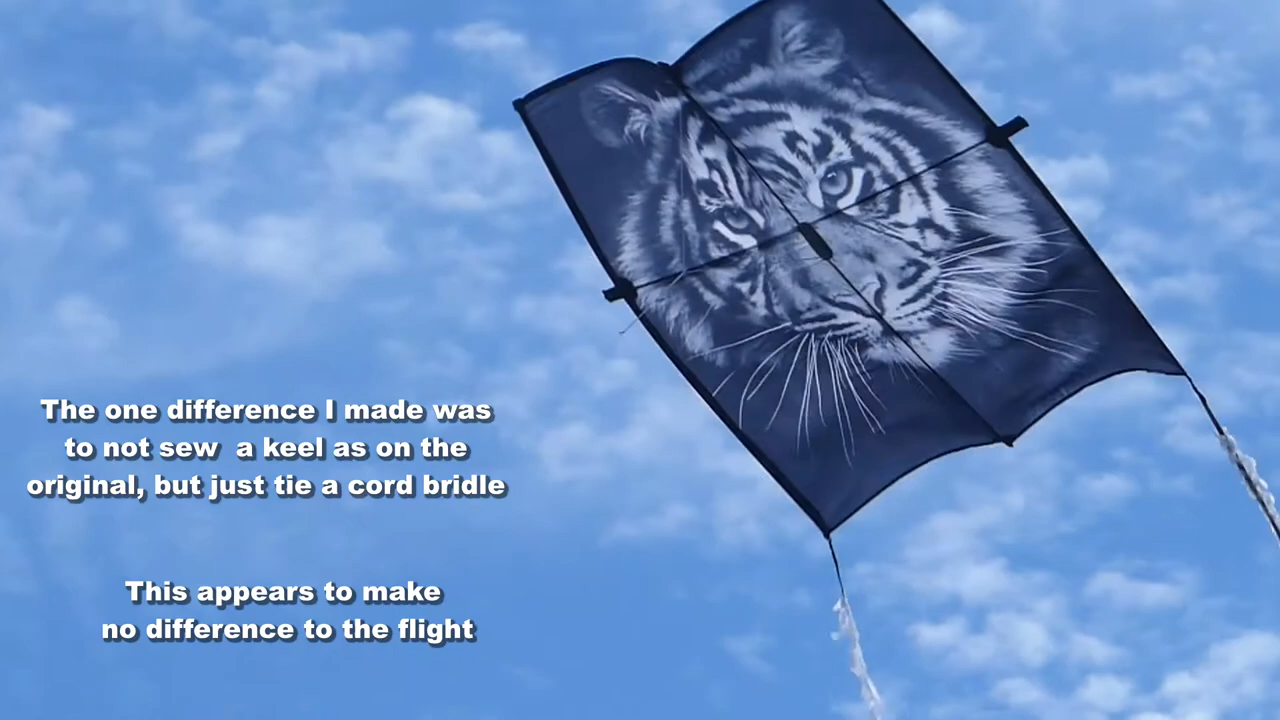 The one difference I made was
to not sew  a keel as on the
original, but just tie a cord bridle
This appears to make
no difference to the flight